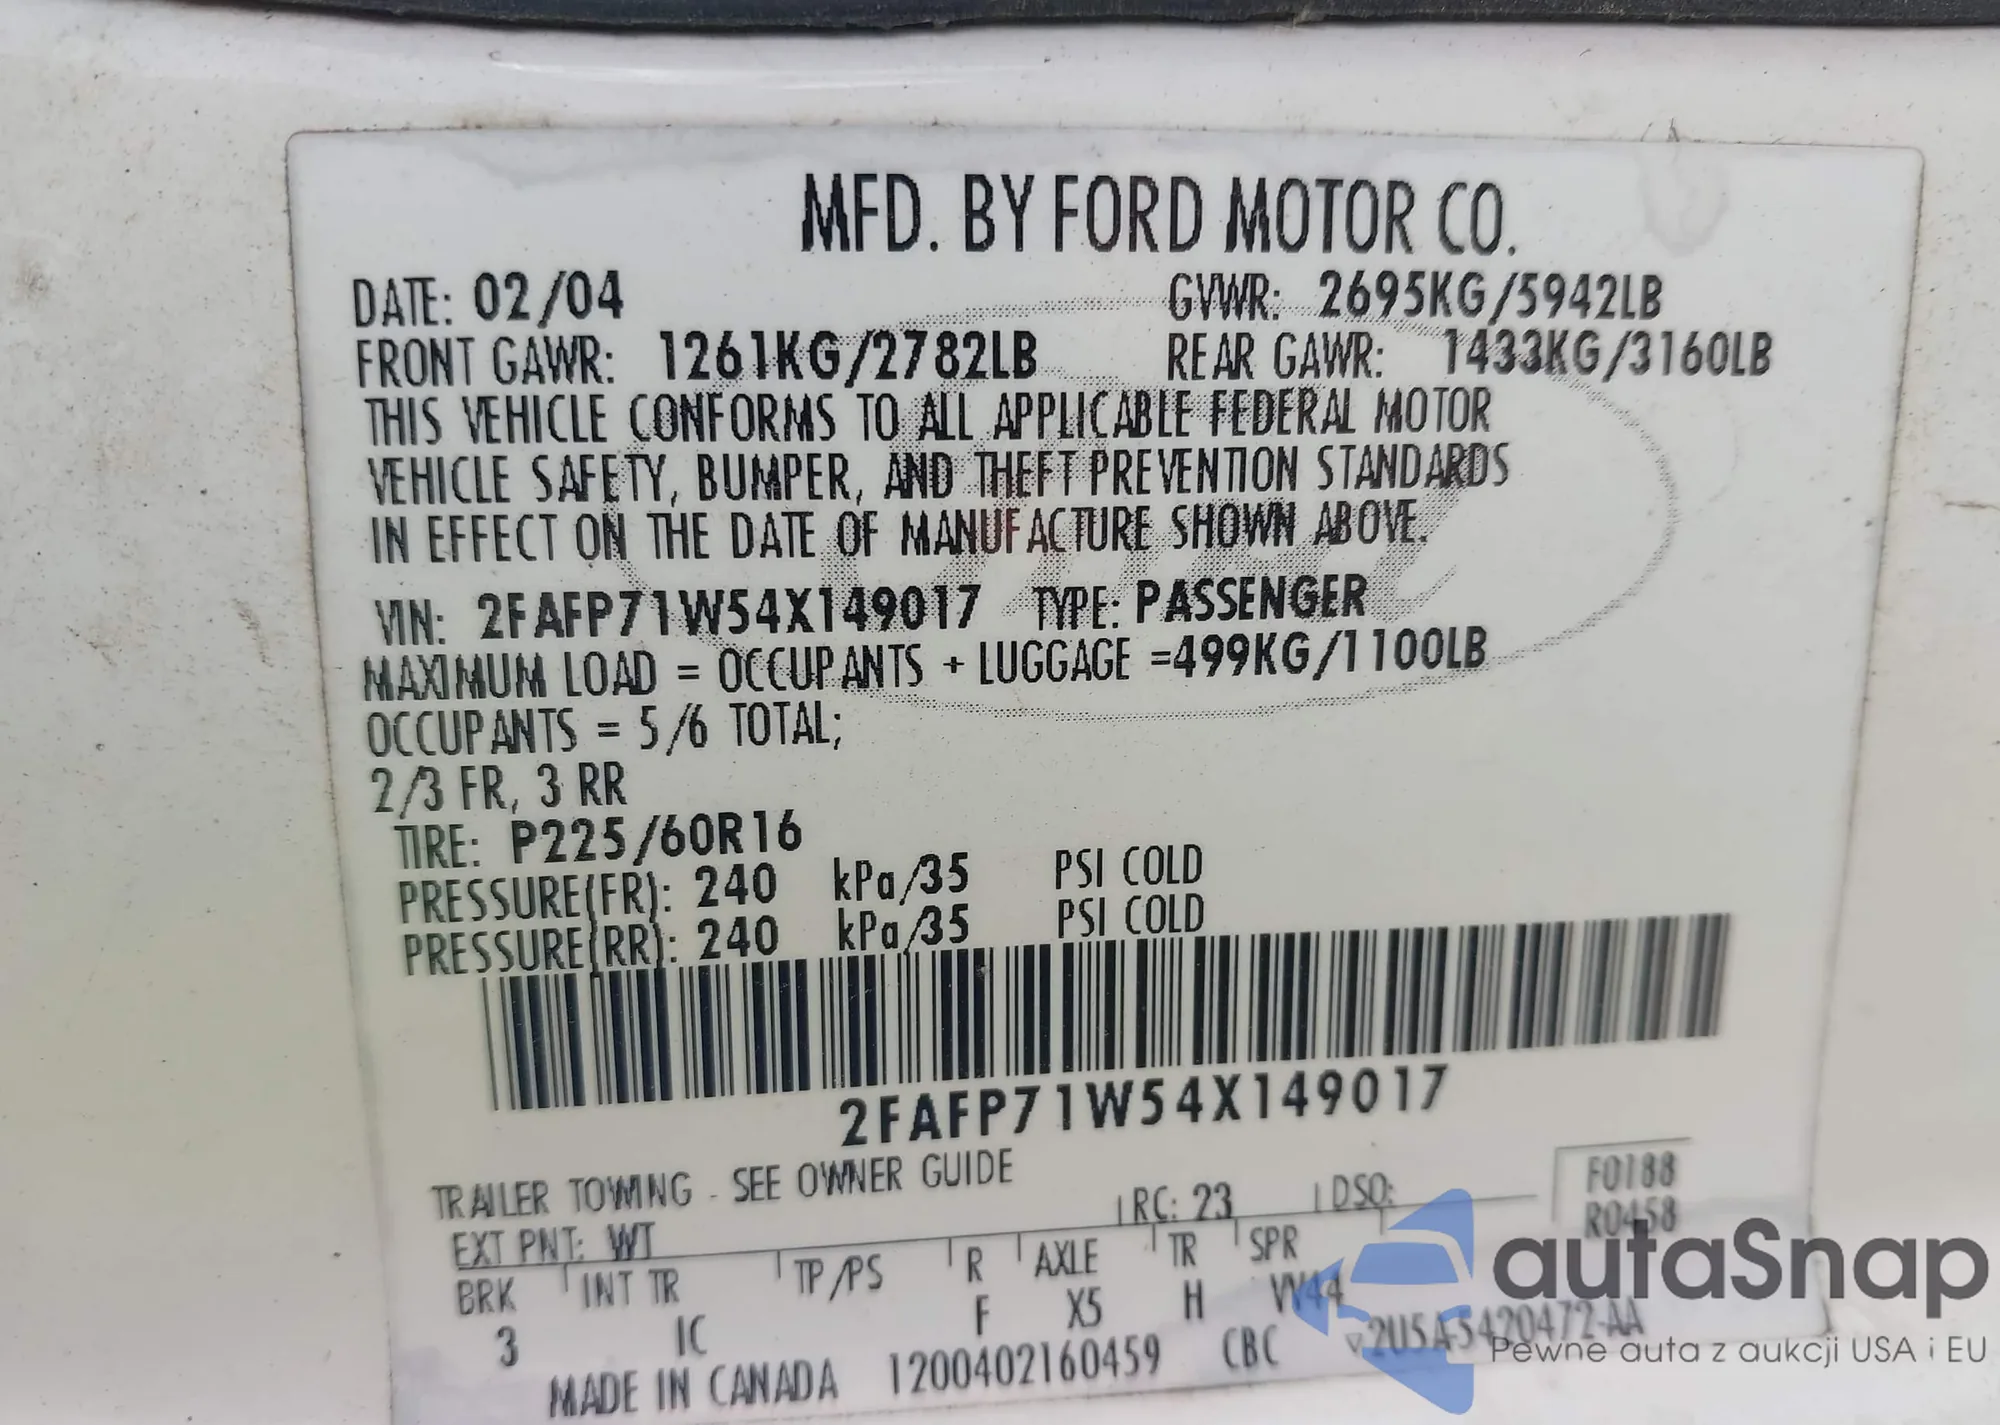 MFD. BY FORD MOTOR CO.
DATE: 02/04 GVWR: 2695KG/5942LB
FRONT GAWR: 1261KG/2782LB REAR GAWR: 1433KG/3160LB
THIS VEHICLE CONFORMS TO ALL APPLICABLE FEDERAL MOTOR
VEHICLE SAFETY, BUMPER, AND THEFT PREVENTION STANDARDS
IN EFFECT ON THE DATE OF MANUFACTURE SHOWN ABOVE.
VIN: 2FAFP71W54X149017 TYPE: PASSENGER
MAXIMUM LOAD = OCCUPANTS + LUGGAGE =499KG/1100LB
OCCUPANTS = 5/6 TOTAL;
2/3 FR, 3 RR
TIRE: P225/60R16
PRESSURE(FR): 240 kPa/35 PSI COLD
PRESSURE(RR): 240 kPa/35 PSI COLD
2FAFP71W54X149017
TRAILER TOWING - SEE OWNER GUIDE
F0188
EXT PNT: WT RC: 23 DSO: R0458
BRK INT TR TP/PS R AXLE TR SPR
3 IC F X5 H VV44
MADE IN CANADA 1200402160459 CBC 2U5A-5420472-AA
autaSnap
Pewne auta z aukcji USA i EU